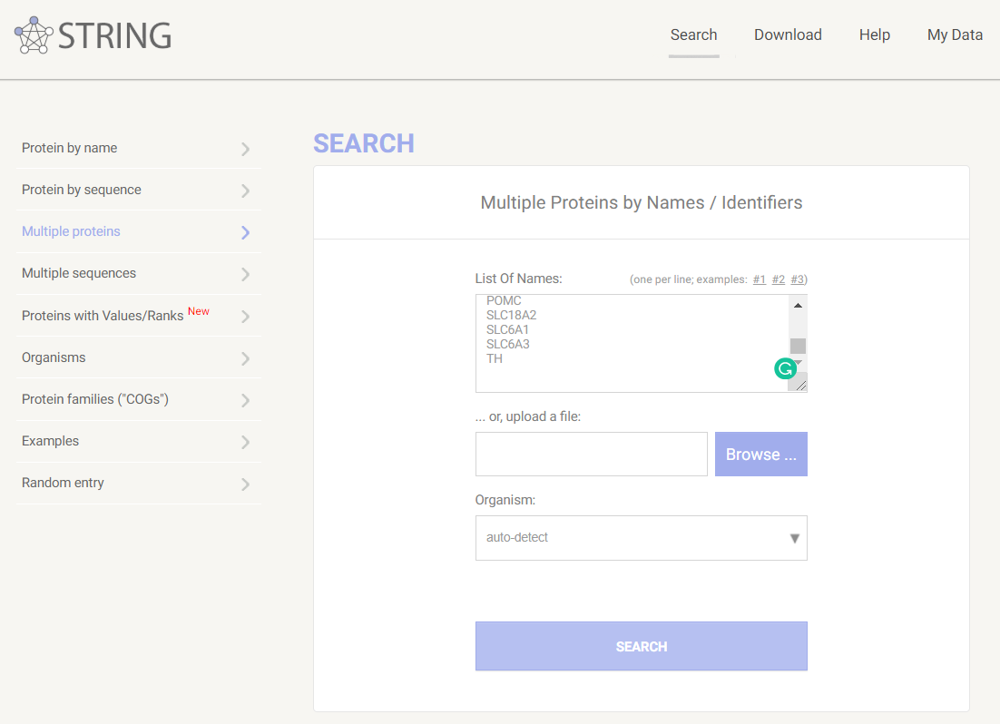 STRING
Search Download Help My Data
Protein by name
Protein by sequence
Multiple proteins
Multiple sequences
Proteins with Values/Ranks New
Organisms
Protein families ("COGs")
Examples
Random entry
SEARCH
Multiple Proteins by Names / Identifiers
List Of Names: (one per line; examples: #1 #2 #3)
POMC
SLC18A2
SLC6A1
SLC6A3
TH
... or, upload a file:
Browse ...
Organism:
auto-detect
SEARCH